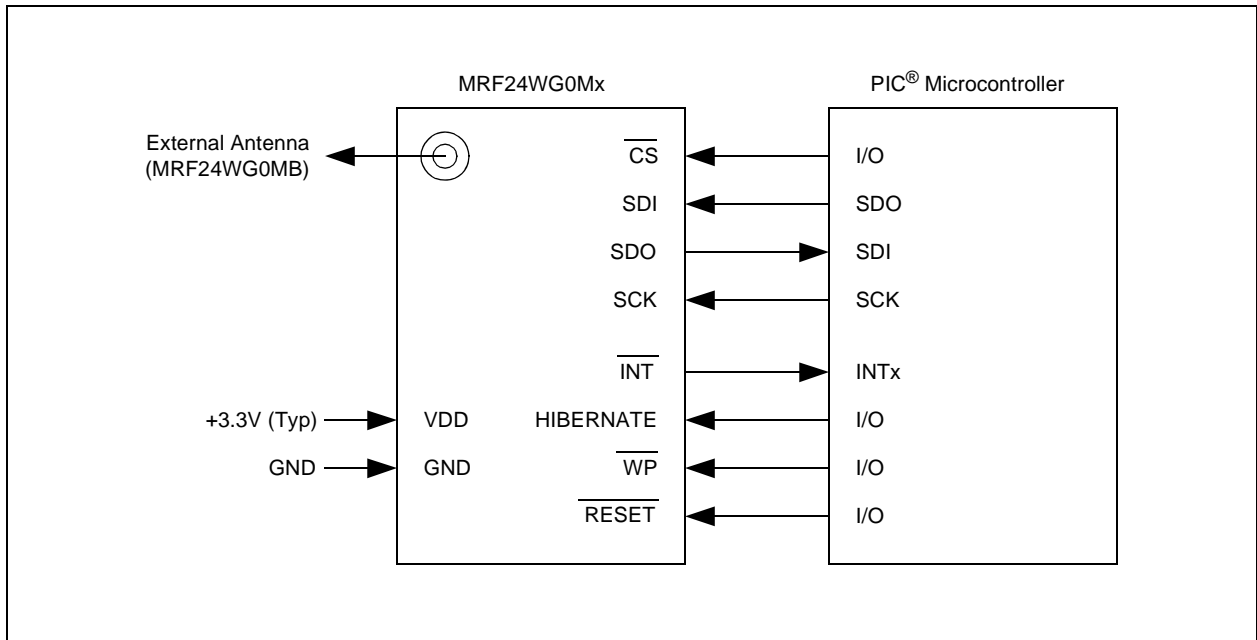 MRF24WG0Mx
PIC® Microcontroller
External Antenna
(MRF24WG0MB)
CS
I/O
SDI
SDO
SDO
SDI
SCK
SCK
INT
INTx
+3.3V (Typ)
VDD
HIBERNATE
I/O
GND
GND
WP
I/O
RESET
I/O